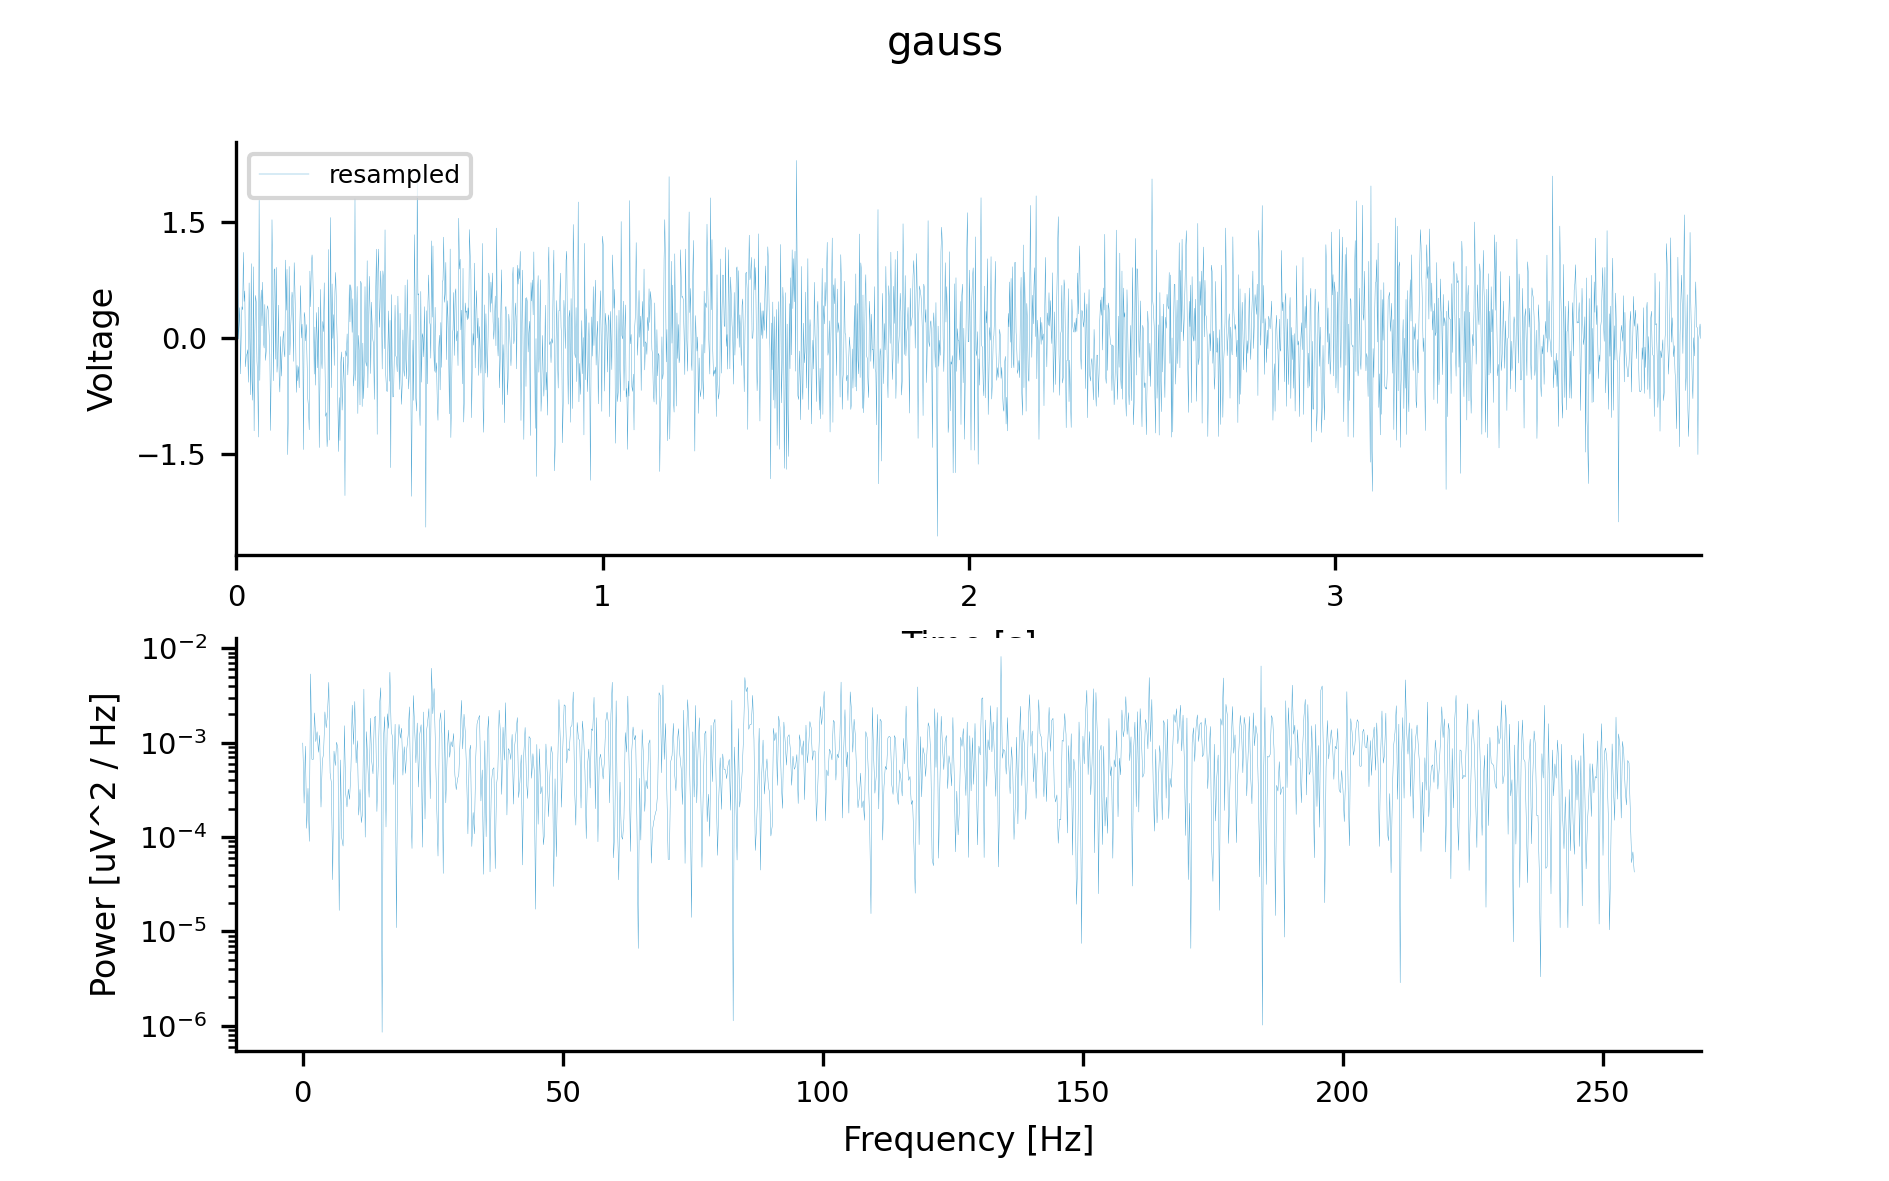 gauss
resampled
Voltage
1.5
0.0
−1.5
0 1 2 3
Time [s]
Power [uV^2 / Hz]
10⁻²
10⁻³
10⁻⁴
10⁻⁵
10⁻⁶
0 50 100 150 200 250
Frequency [Hz]